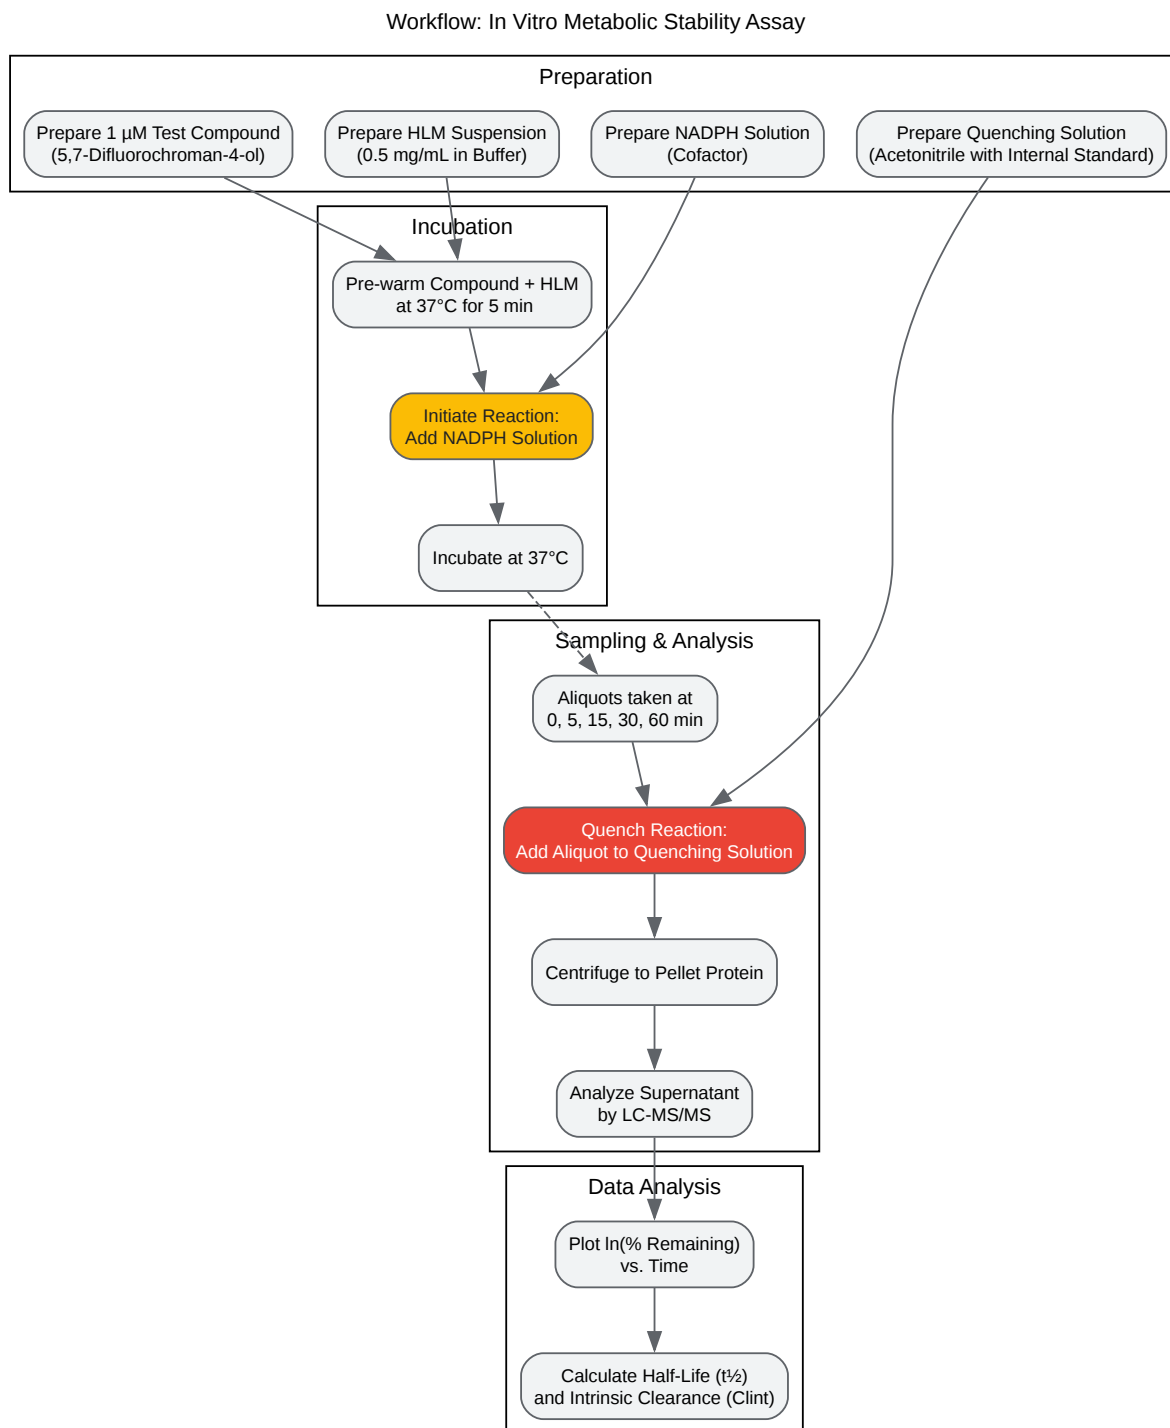 Workflow: In Vitro Metabolic Stability Assay
Preparation
Prepare 1 µM Test Compound
(5,7-Difluorochroman-4-ol)
Prepare HLM Suspension
(0.5 mg/mL in Buffer)
Prepare NADPH Solution
(Cofactor)
Prepare Quenching Solution
(Acetonitrile with Internal Standard)
Incubation
Pre-warm Compound + HLM
at 37°C for 5 min
Initiate Reaction:
Add NADPH Solution
Incubate at 37°C
Sampling & Analysis
Aliquots taken at
0, 5, 15, 30, 60 min
Quench Reaction:
Add Aliquot to Quenching Solution
Centrifuge to Pellet Protein
Analyze Supernatant
by LC-MS/MS
Data Analysis
Plot ln(% Remaining)
vs. Time
Calculate Half-Life (t½)
and Intrinsic Clearance (Clint)